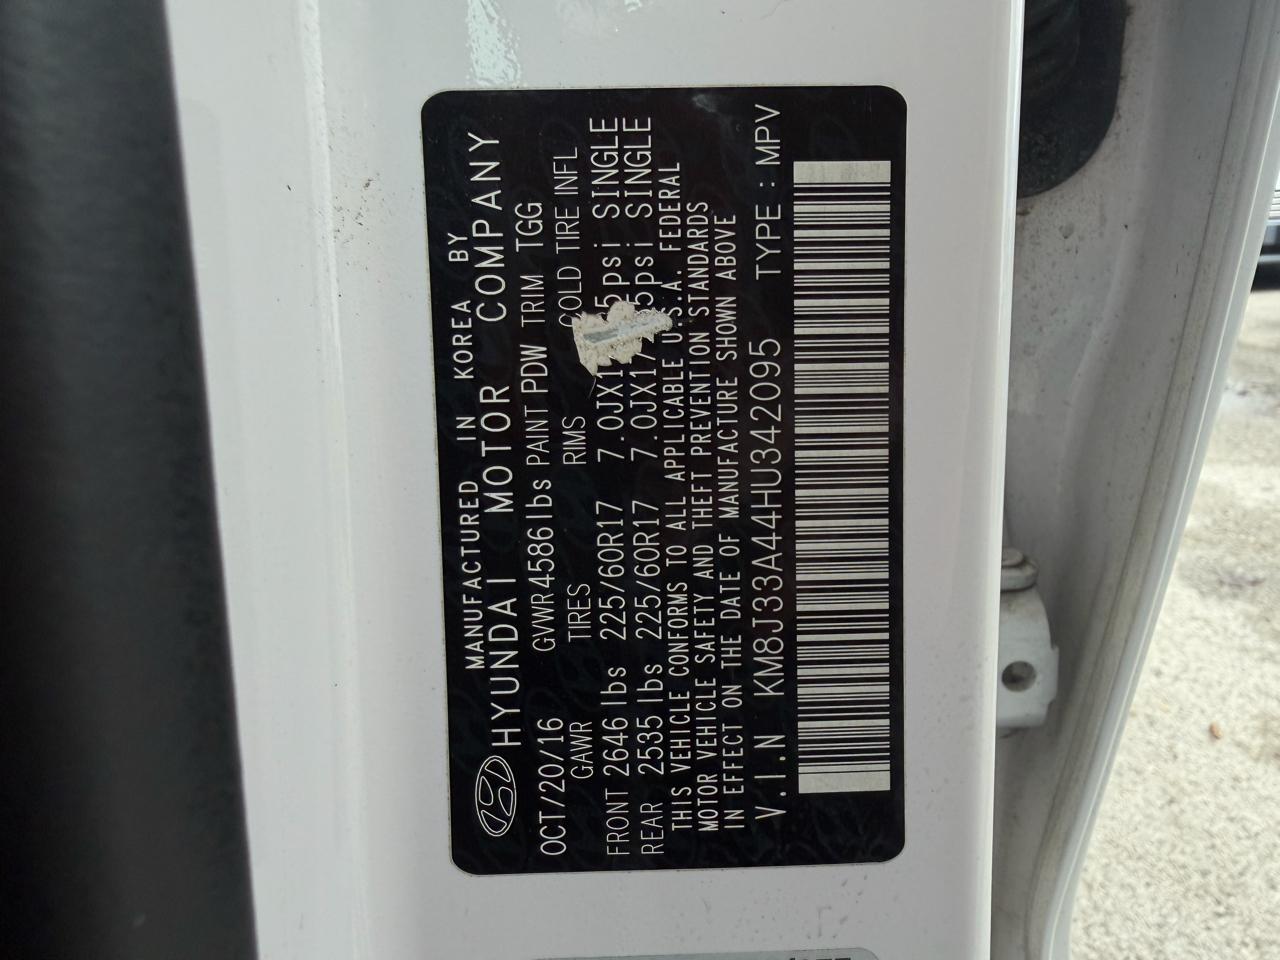 MANUFACTURED IN KOREA BY
HYUNDAI MOTOR COMPANY
OCT/20/16 GVWR4586lbs PAINT PDW TRIM TGG
GAWR TIRES RIMS COLD TIRE INFL
FRONT 2646lbs 225/60R17 7.0JX1 5psi SINGLE
REAR 2535lbs 225/60R17 7.0JX17 5psi SINGLE
THIS VEHICLE CONFORMS TO ALL APPLICABLE U.S.A. FEDERAL
MOTOR VEHICLE SAFETY AND THEFT PREVENTION STANDARDS
IN EFFECT ON THE DATE OF MANUFACTURE SHOWN ABOVE
V.I.N KM8J33A44HU342095 TYPE : MPV